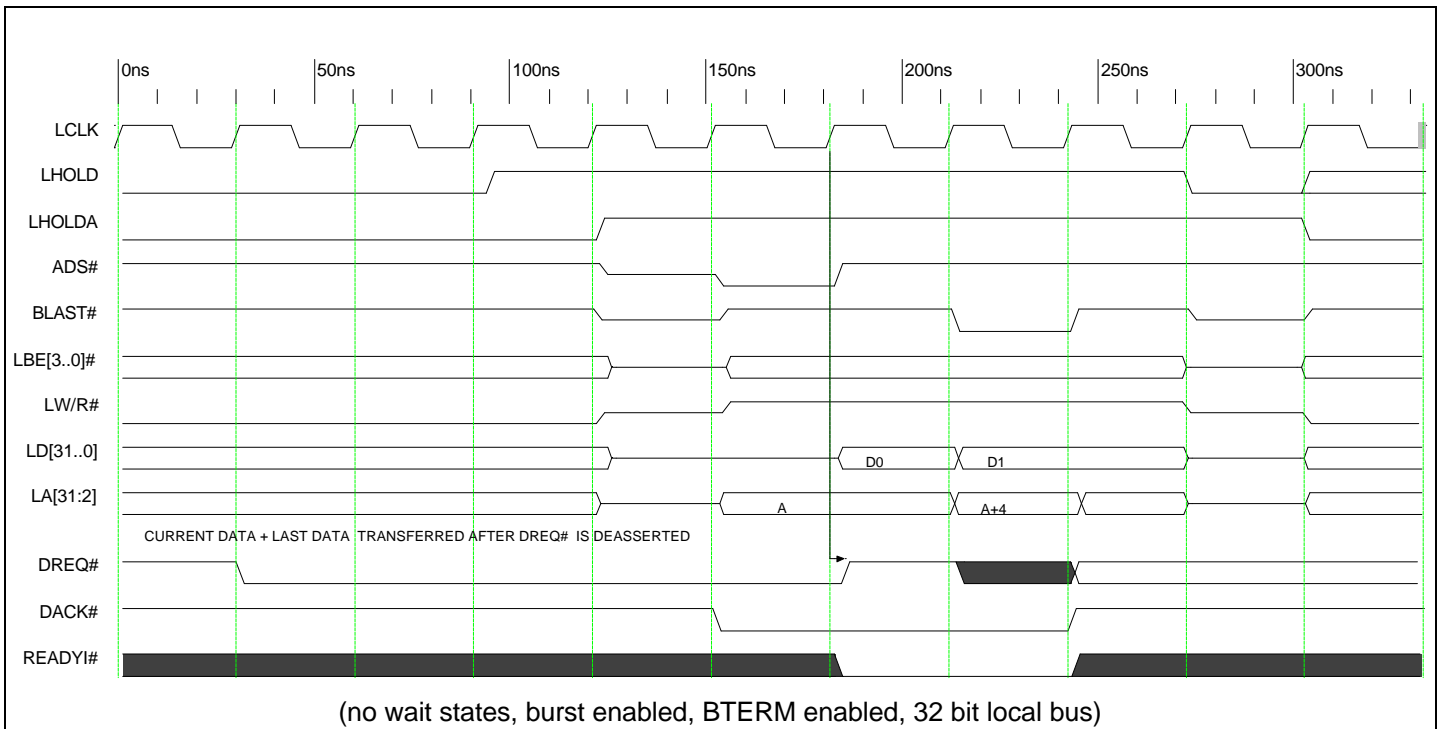 0ns 50ns 100ns 150ns 200ns 250ns 300ns
LCLK
LHOLD
LHOLDA
ADS#
BLAST#
LBE[3..0]#
LW/R#
LD[31..0] D0 D1
LA[31:2] A A+4
CURRENT DATA + LAST DATA TRANSFERRED AFTER DREQ# IS DEASSERTED
DREQ#
DACK#
READYI#
(no wait states, burst enabled, BTERM enabled, 32 bit local bus)